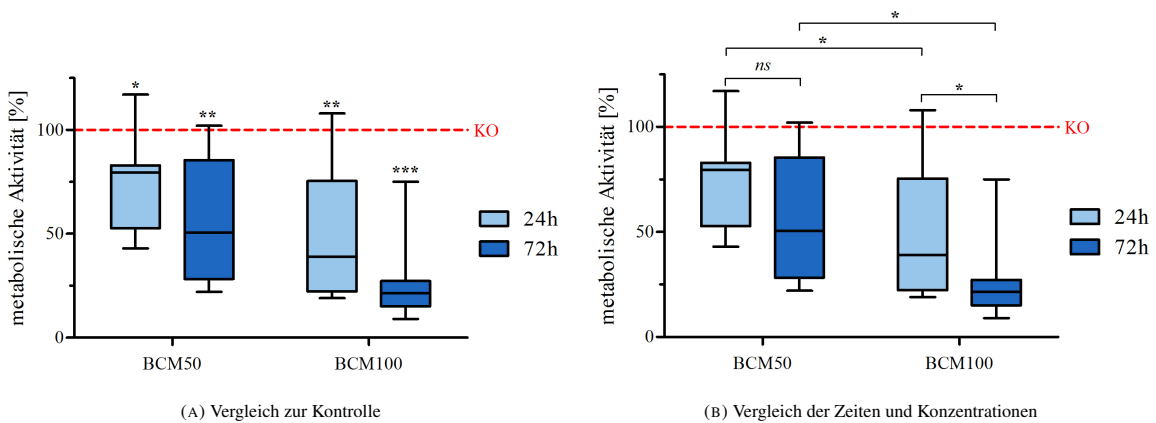 metabolische Aktivität [%]
100
50
0
*
**
**
***
KO
24h
72h
BCM50
BCM100
(A) Vergleich zur Kontrolle
metabolische Aktivität [%]
100
50
0
*
*
ns
*
KO
24h
72h
BCM50
BCM100
(B) Vergleich der Zeiten und Konzentrationen